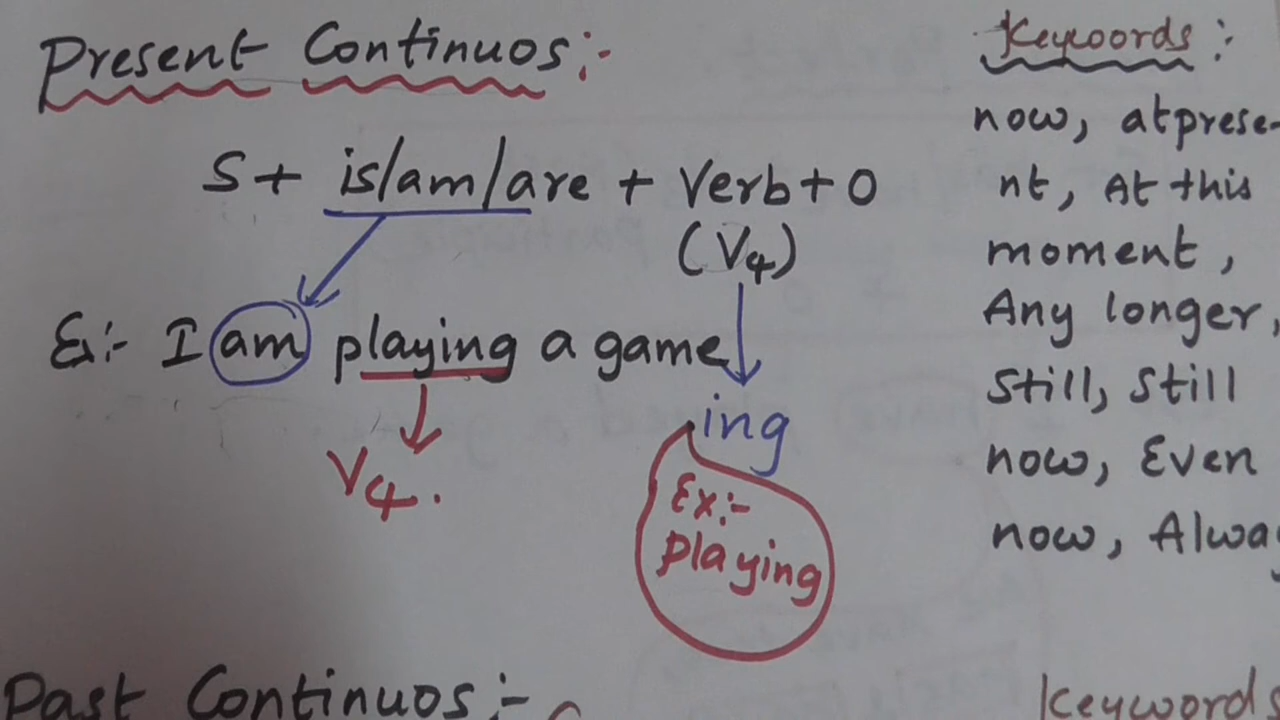 Present Continuos:-
S + is/am/are + Verb + O
(V4)
Ex:- I am playing a game
ing
V4.
Ex:-
playing
Keywords:
now, atprese-
nt, At this
moment,
Any longer,
Still, Still
now, Even
now, Alway
Past Continuos:-
Keywords